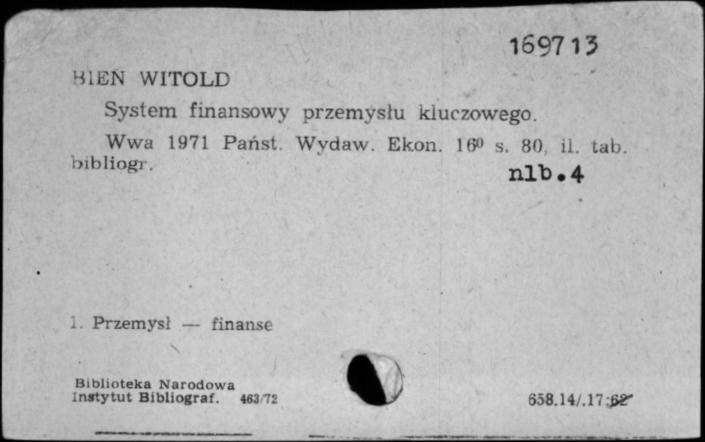 169713
BIEŃ WITOLD
System finansowy przemysłu kluczowego.
Wwa 1971 Państ. Wydaw. Ekon. 16⁰ s. 80, il. tab.
bibliogr.
nlb.4
1. Przemysł — finanse
Biblioteka Narodowa
Instytut Bibliograf. 463/72
658.14/.17:62